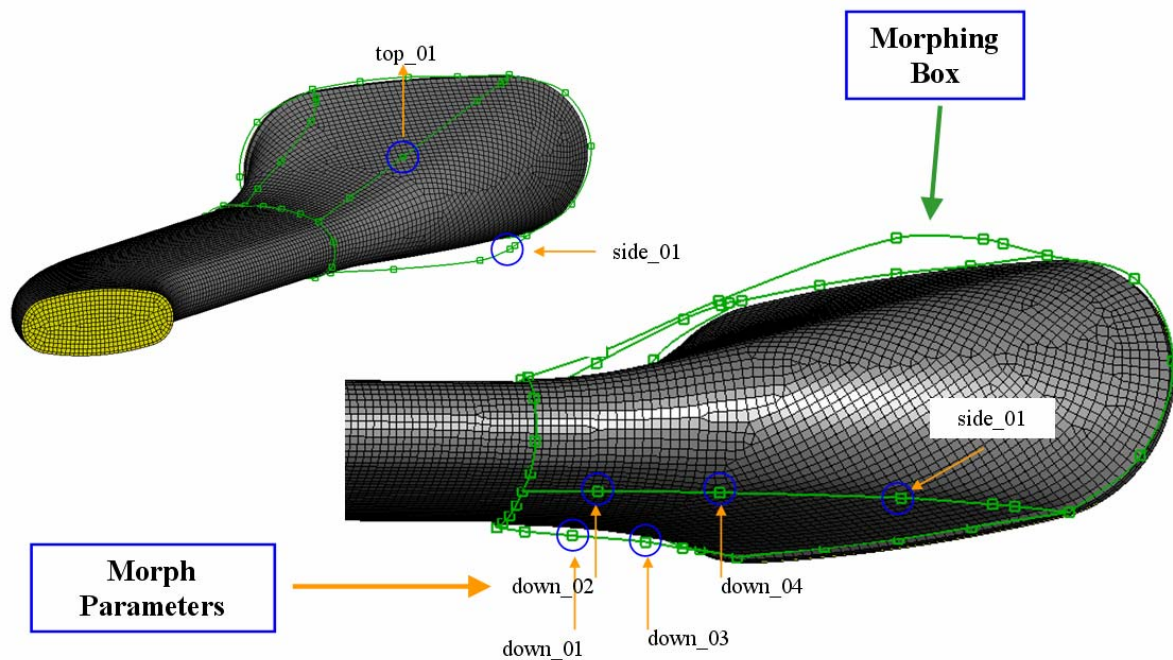 top_01
Morphing
Box
side_01
side_01
Morph
Parameters
down_02
down_04
down_01
down_03